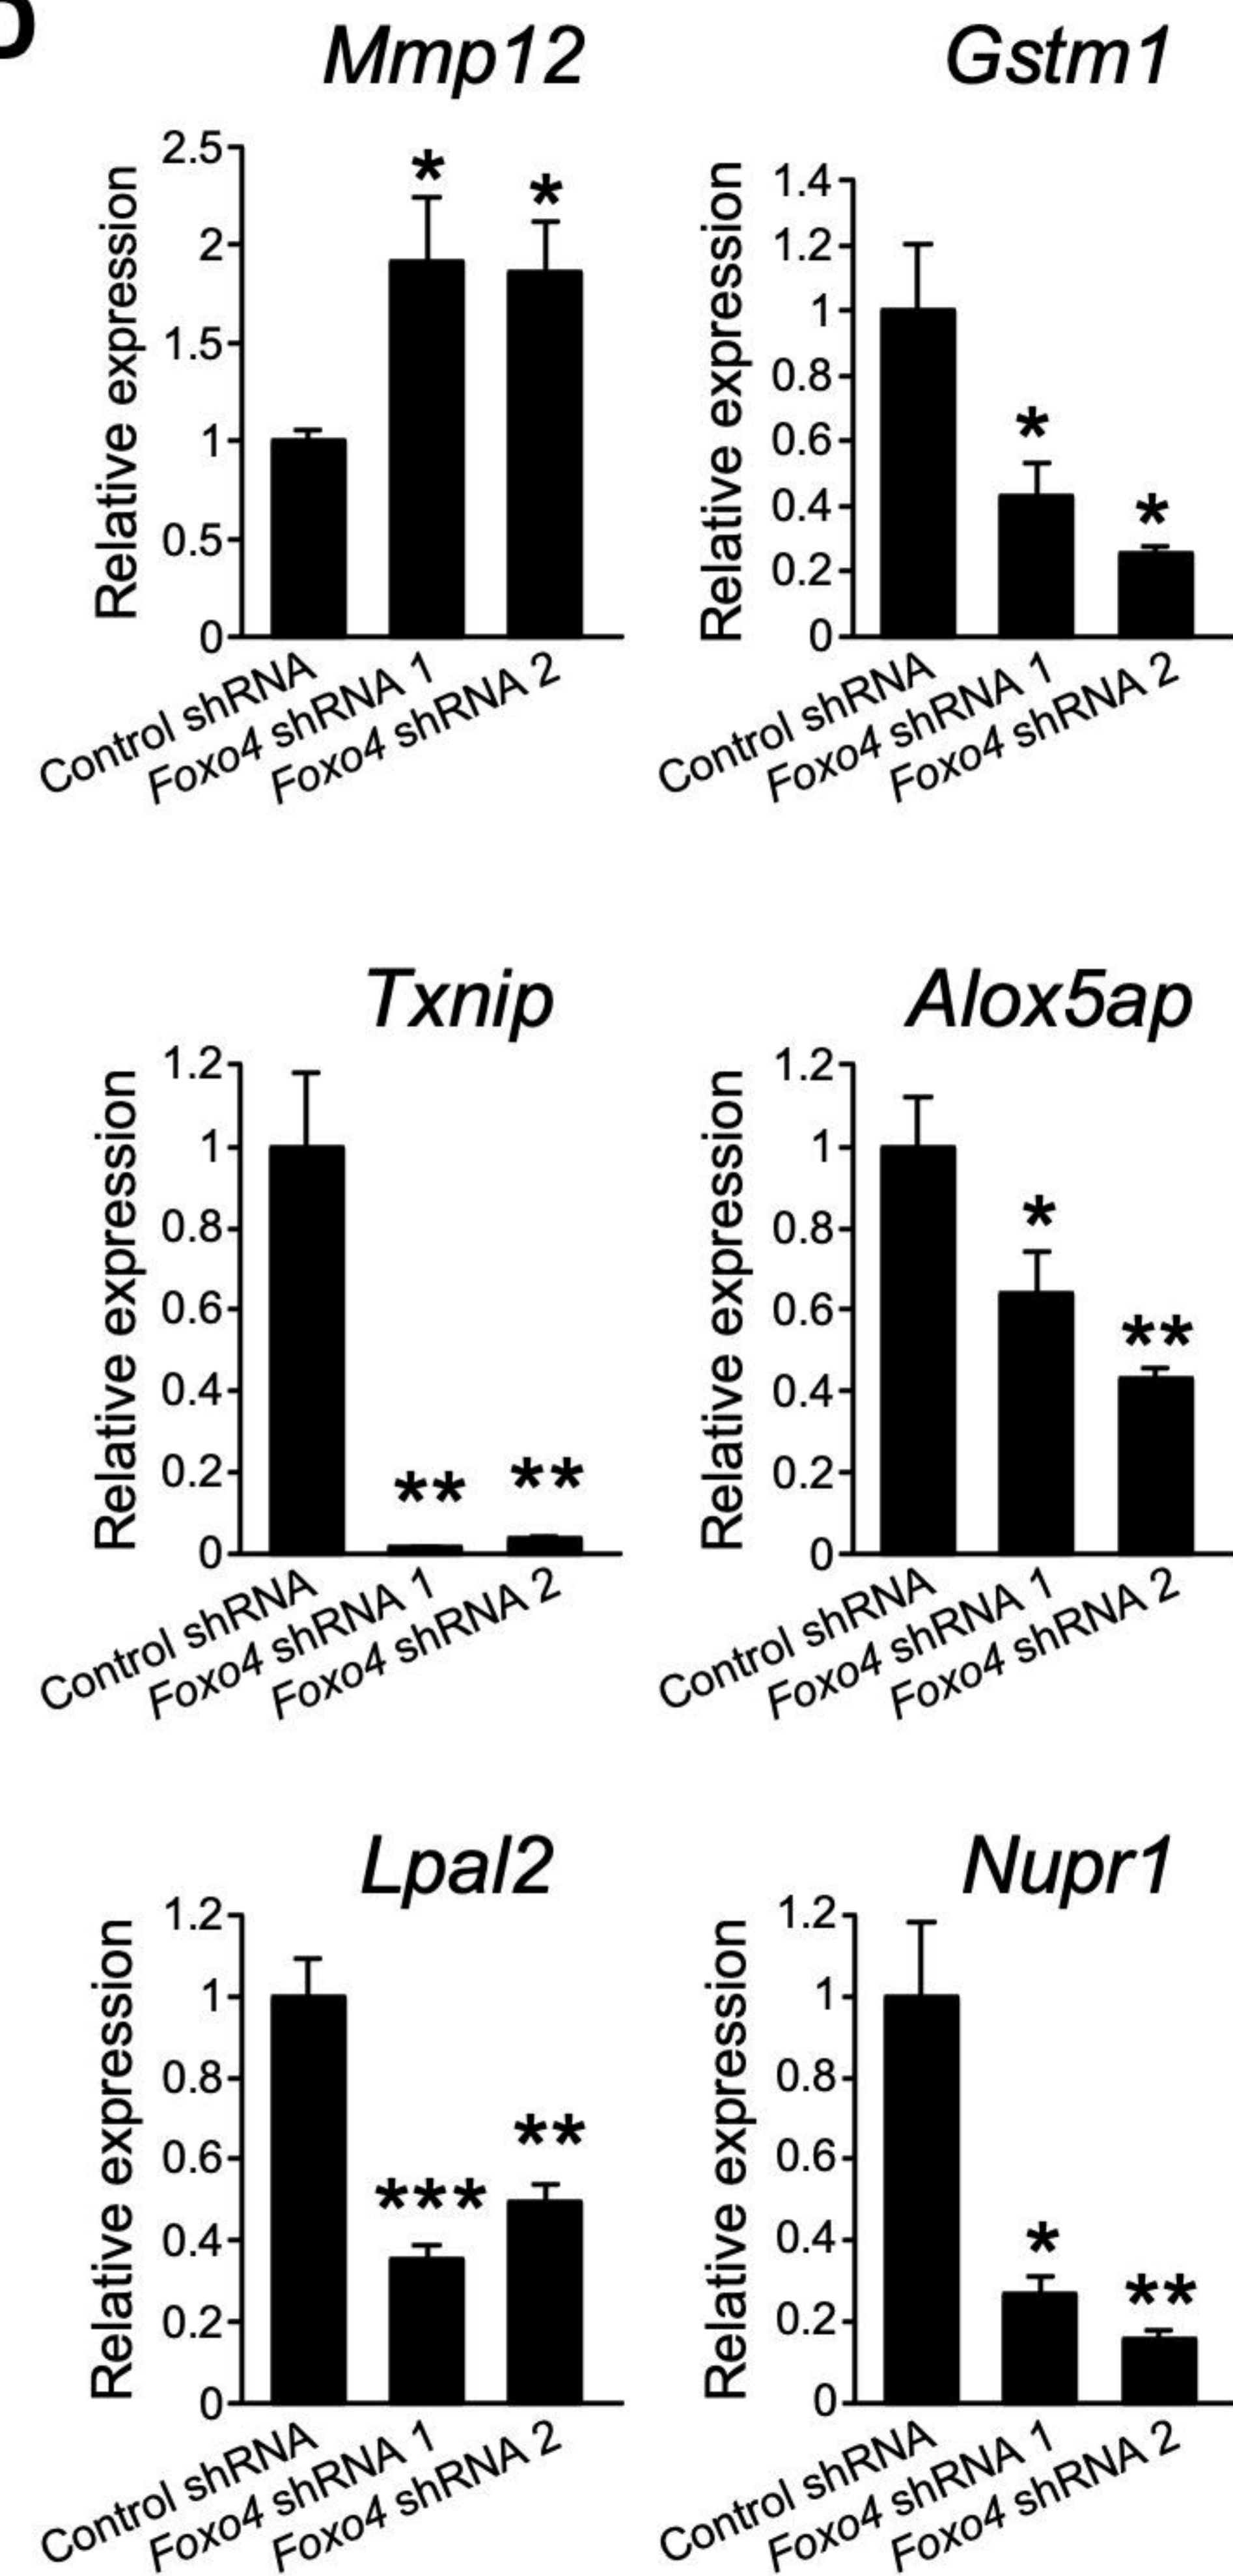 D
Mmp12
Relative expression
2.5
*
*
2
1.5
1
0.5
0
Control shRNA
Foxo4 shRNA 1
Foxo4 shRNA 2
Gstm1
Relative expression
1.4
1.2
1
0.8
*
0.6
*
0.4
0.2
0
Control shRNA
Foxo4 shRNA 1
Foxo4 shRNA 2
Txnip
Relative expression
1.2
1
0.8
0.6
0.4
0.2
**
**
0
Control shRNA
Foxo4 shRNA 1
Foxo4 shRNA 2
Alox5ap
Relative expression
1.2
1
*
0.8
0.6
**
0.4
0.2
0
Control shRNA
Foxo4 shRNA 1
Foxo4 shRNA 2
Lpal2
Relative expression
1.2
1
0.8
0.6
***
**
0.4
0.2
0
Control shRNA
Foxo4 shRNA 1
Foxo4 shRNA 2
Nupr1
Relative expression
1.2
1
0.8
0.6
0.4
*
**
0.2
0
Control shRNA
Foxo4 shRNA 1
Foxo4 shRNA 2